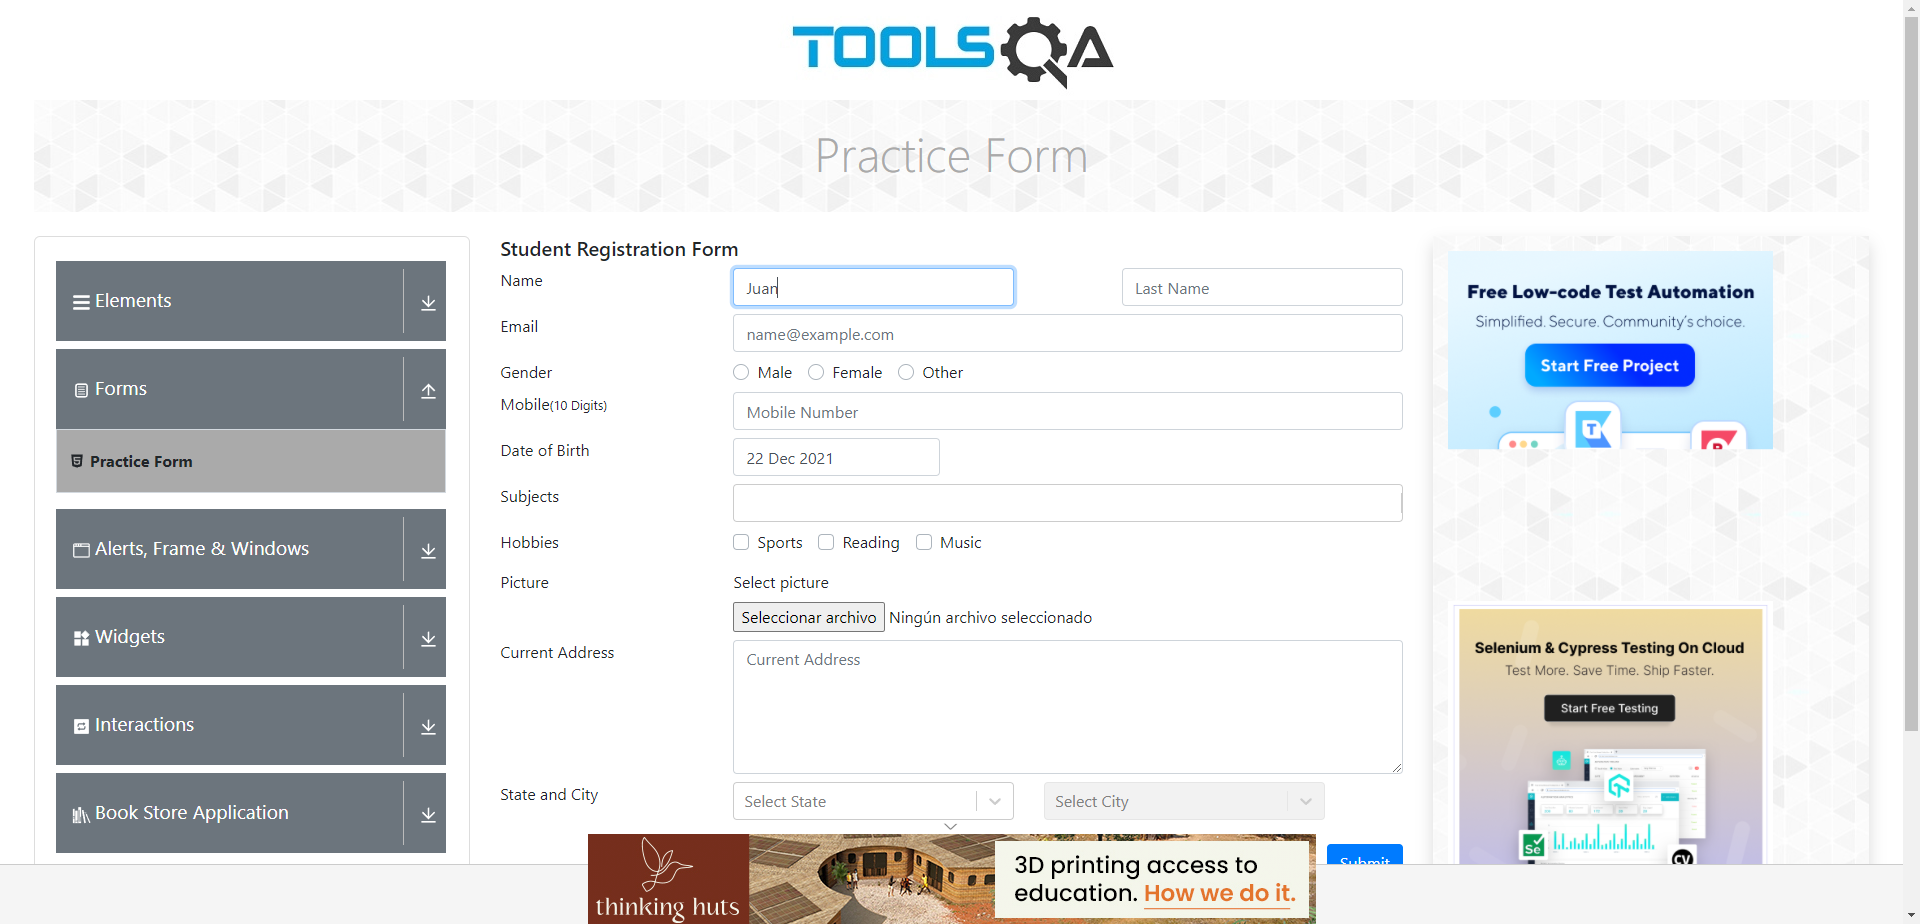 TOOLSQA
Practice Form
Elements
Forms
Practice Form
Alerts, Frame & Windows
Widgets
Interactions
Book Store Application
Student Registration Form
Name
Juan
Last Name
Email
name@example.com
Gender
Male
Female
Other
Mobile(10 Digits)
Mobile Number
Date of Birth
22 Dec 2021
Subjects
Hobbies
Sports
Reading
Music
Picture
Select picture
Seleccionar archivo
Ningún archivo seleccionado
Current Address
Current Address
State and City
Select State
Select City
Submit
Free Low-code Test Automation
Simplified. Secure. Community's choice.
Start Free Project
T
Selenium & Cypress Testing On Cloud
Test More. Save Time. Ship Faster.
Start Free Testing
Se
CY
thinking huts
3D printing access to
education. How we do it.